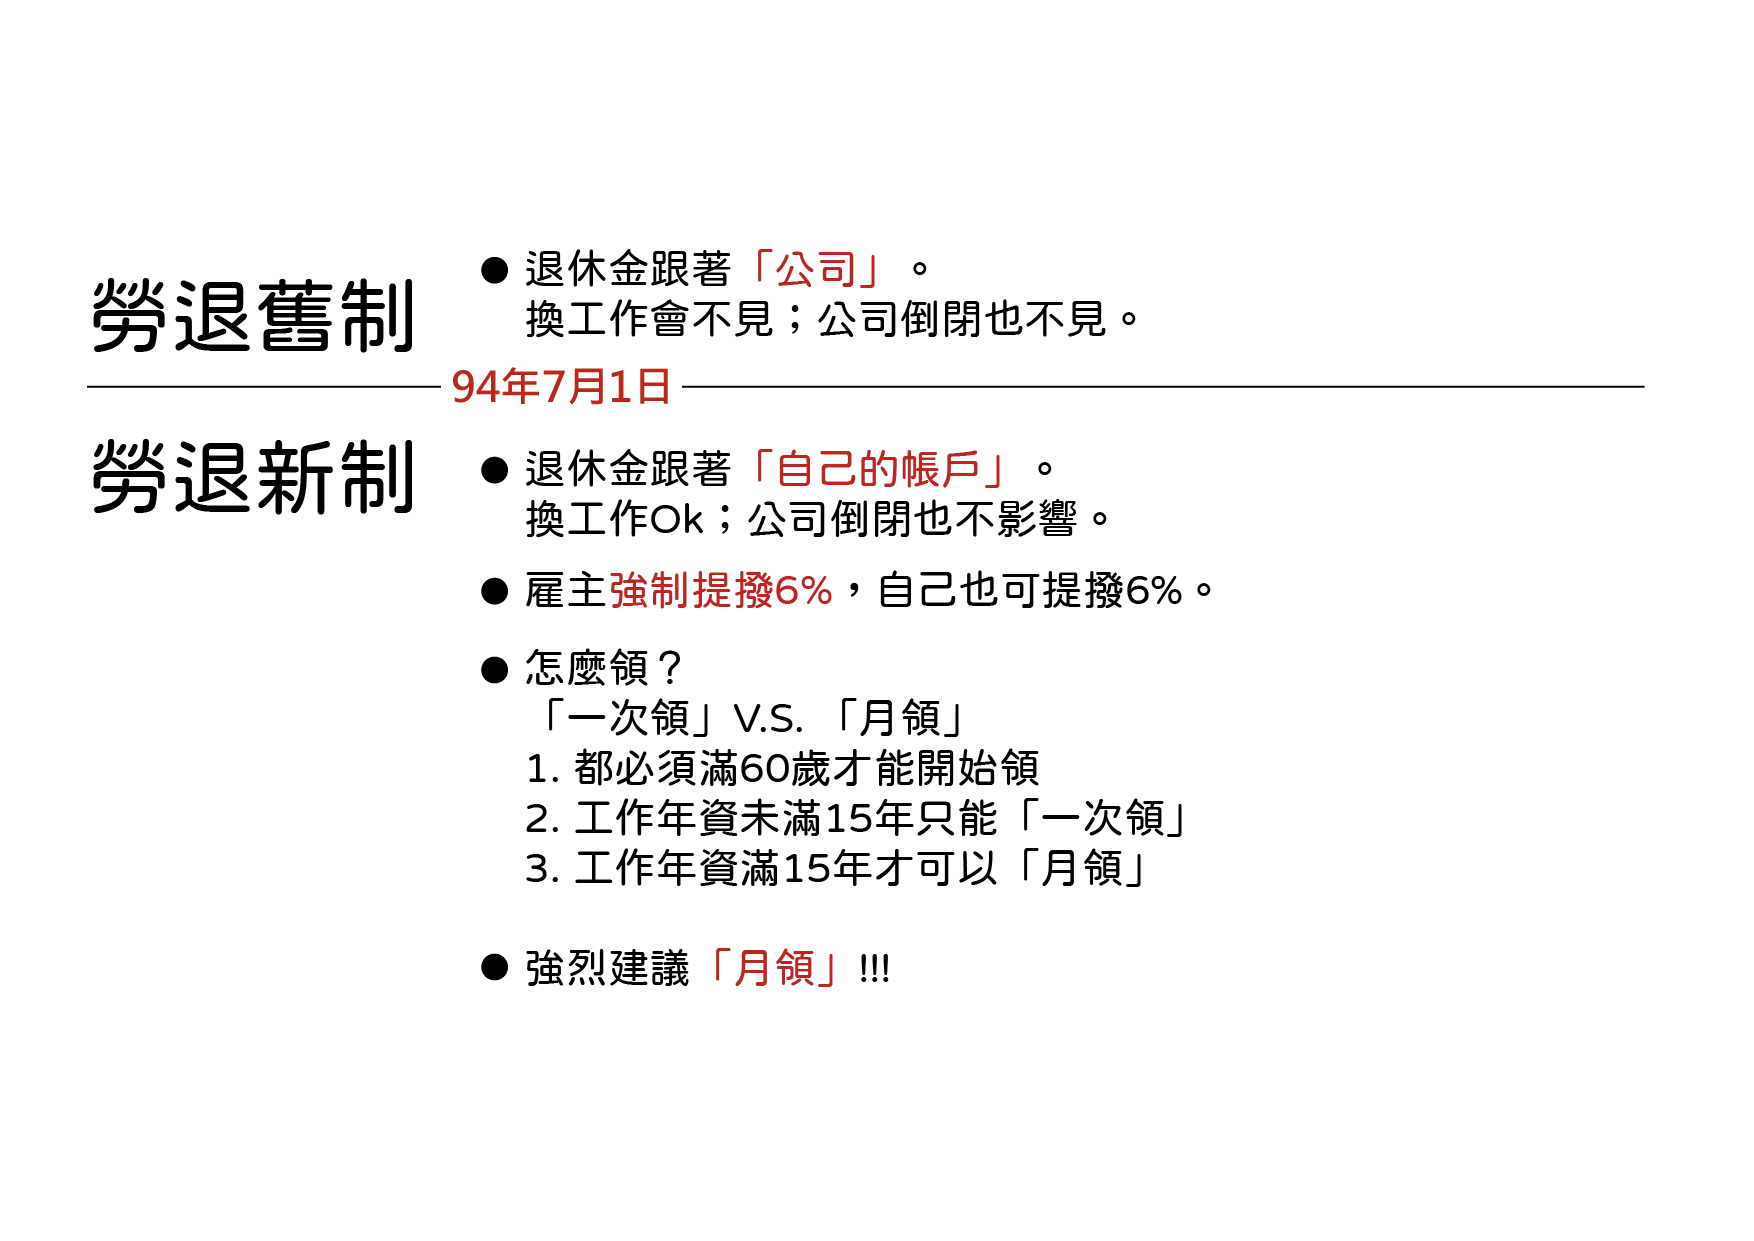 勞退舊制
● 退休金跟著「公司」。
換工作會不見；公司倒閉也不見。
94年7月1日
勞退新制
● 退休金跟著「自己的帳戶」。
換工作Ok；公司倒閉也不影響。
● 雇主強制提撥6%，自己也可提撥6%。
● 怎麼領？
「一次領」V.S. 「月領」
1. 都必須滿60歲才能開始領
2. 工作年資未滿15年只能「一次領」
3. 工作年資滿15年才可以「月領」
● 強烈建議「月領」!!!